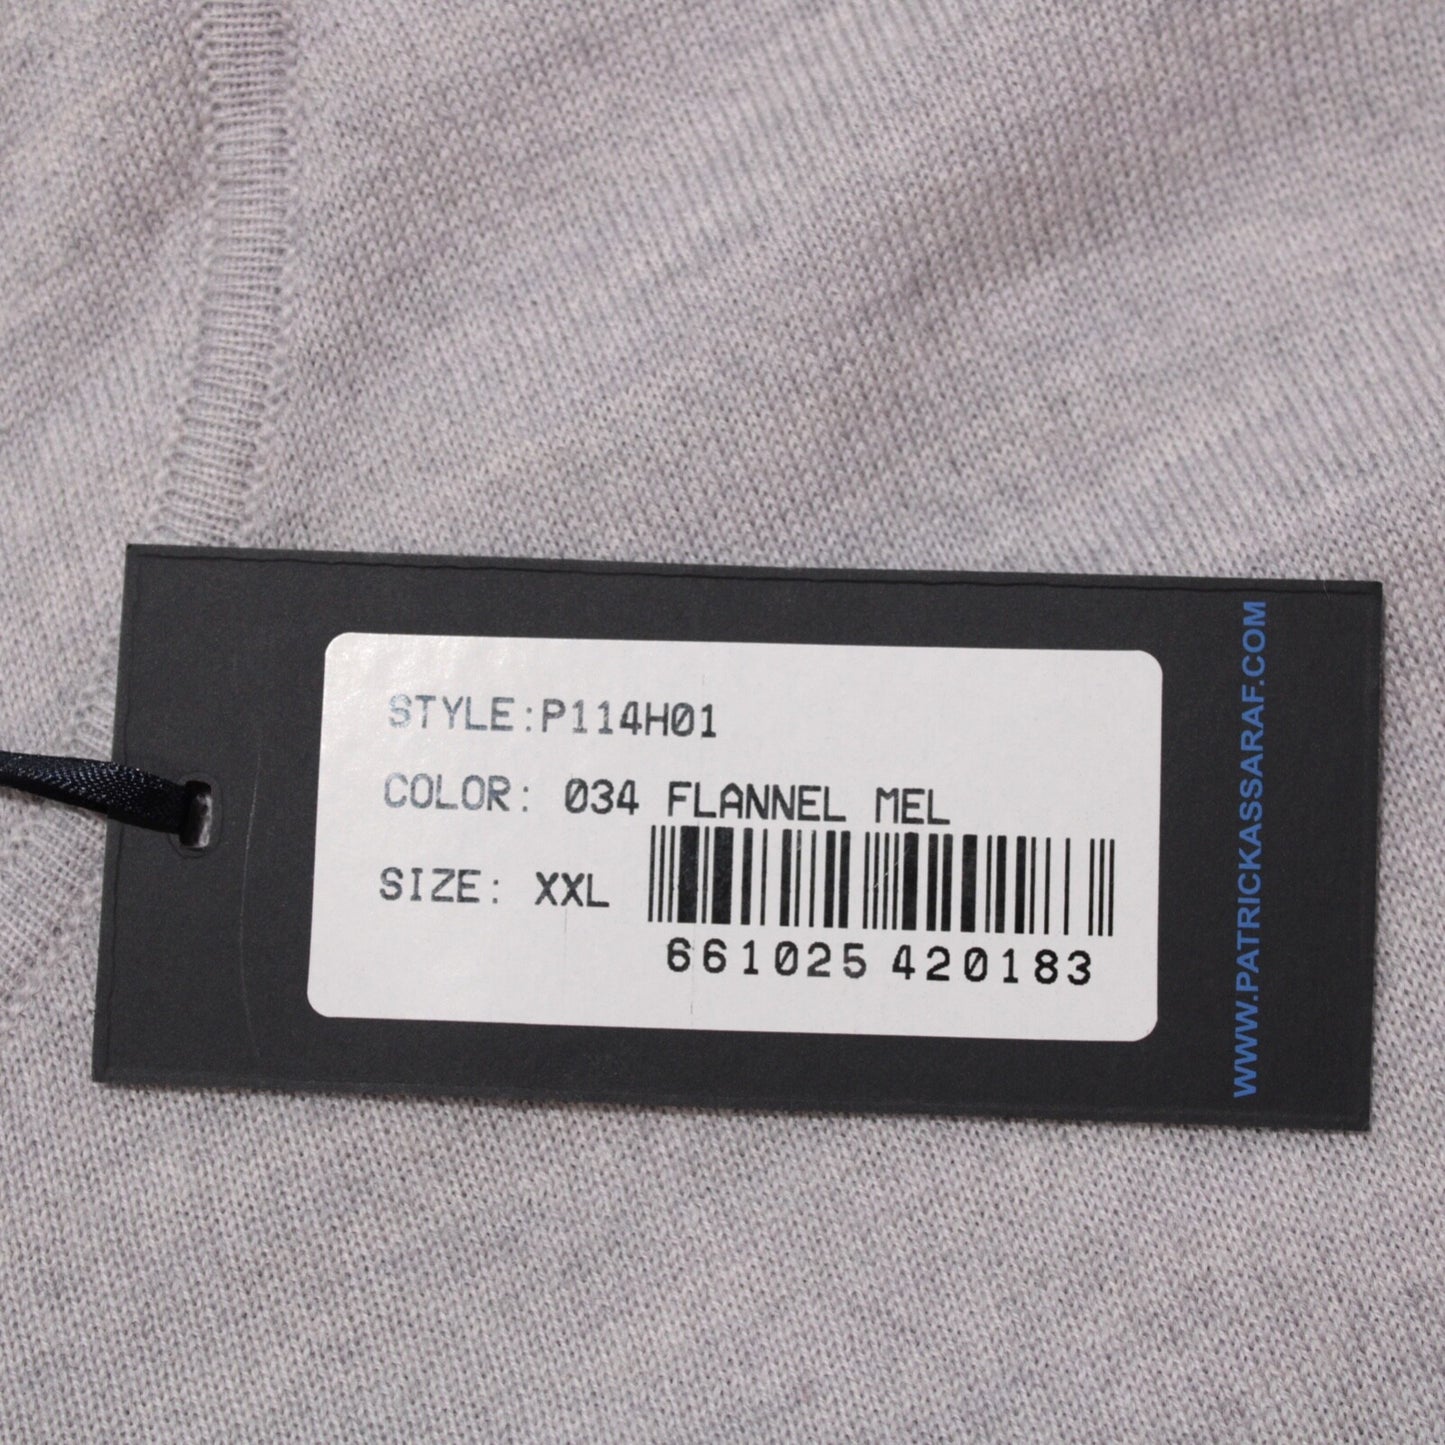 STYLE:P114H01
COLOR: 034 FLANNEL MEL
SIZE: XXL
661025 420183
WWW.PATRICKASSARAF.COM